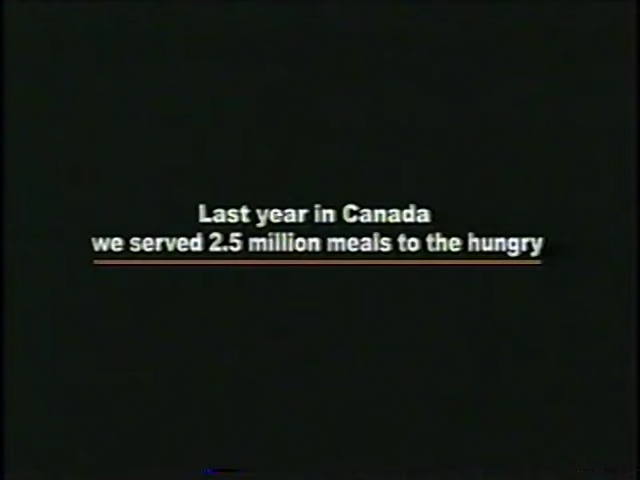 Last year in Canada
we served 2.5 million meals to the hungry